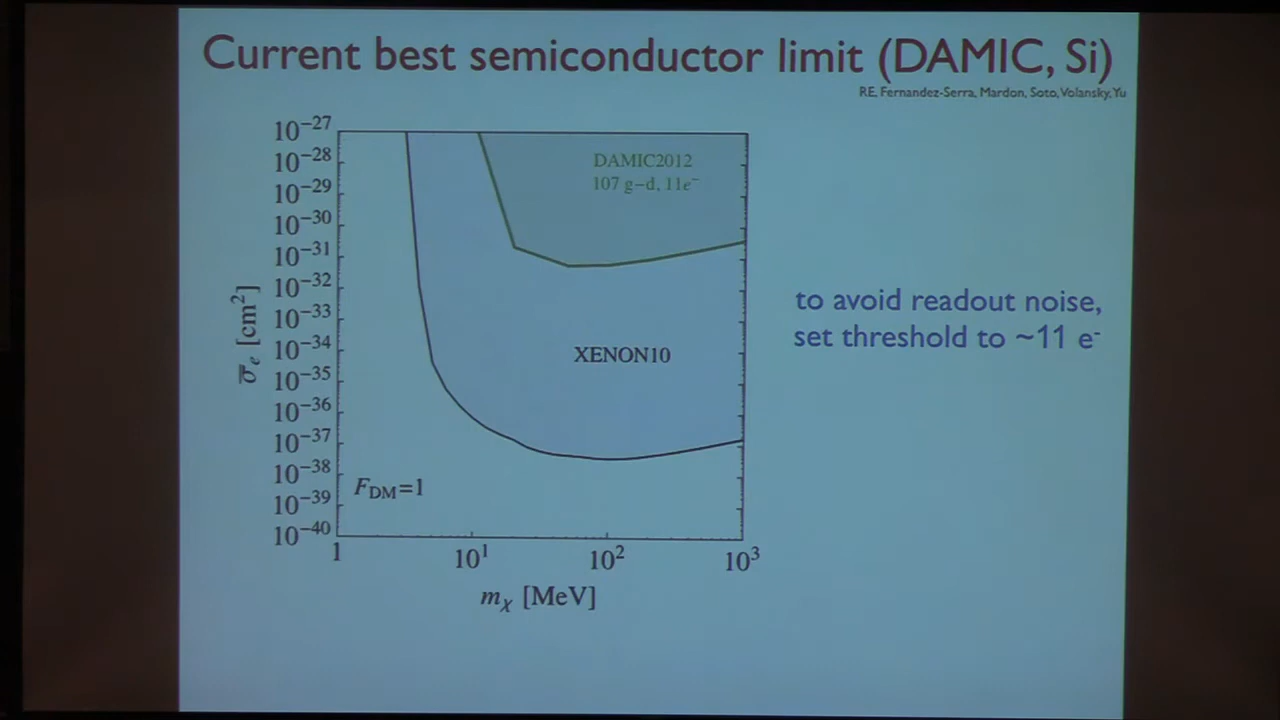 Current best semiconductor limit (DAMIC, Si)
RE, Fernandez-Serra, Mardon, Soto, Volansky, Yu
10⁻²⁷
10⁻²⁸
10⁻²⁹
10⁻³⁰
10⁻³¹
10⁻³²
10⁻³³
10⁻³⁴
10⁻³⁵
10⁻³⁶
10⁻³⁷
10⁻³⁸
10⁻³⁹
10⁻⁴⁰
σ̅ₑ [cm²]
DAMIC2012
107 g-d, 11e⁻
XENON10
F_DM=1
1 10¹ 10² 10³
mᵪ [MeV]
to avoid readout noise,
set threshold to ~11 e⁻